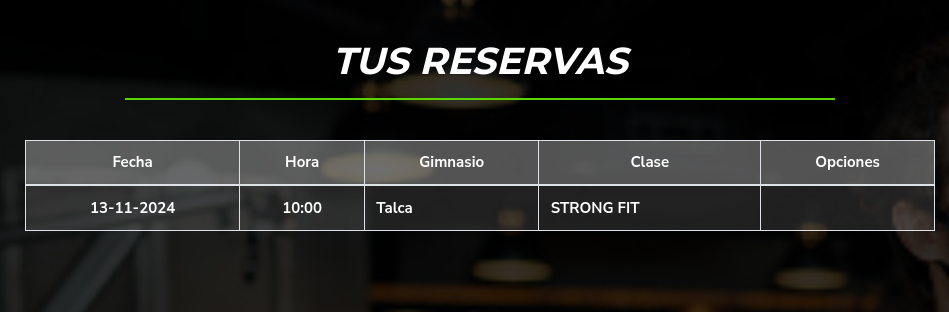 TUS RESERVAS
Fecha Hora Gimnasio Clase Opciones
13-11-2024 10:00 Talca STRONG FIT